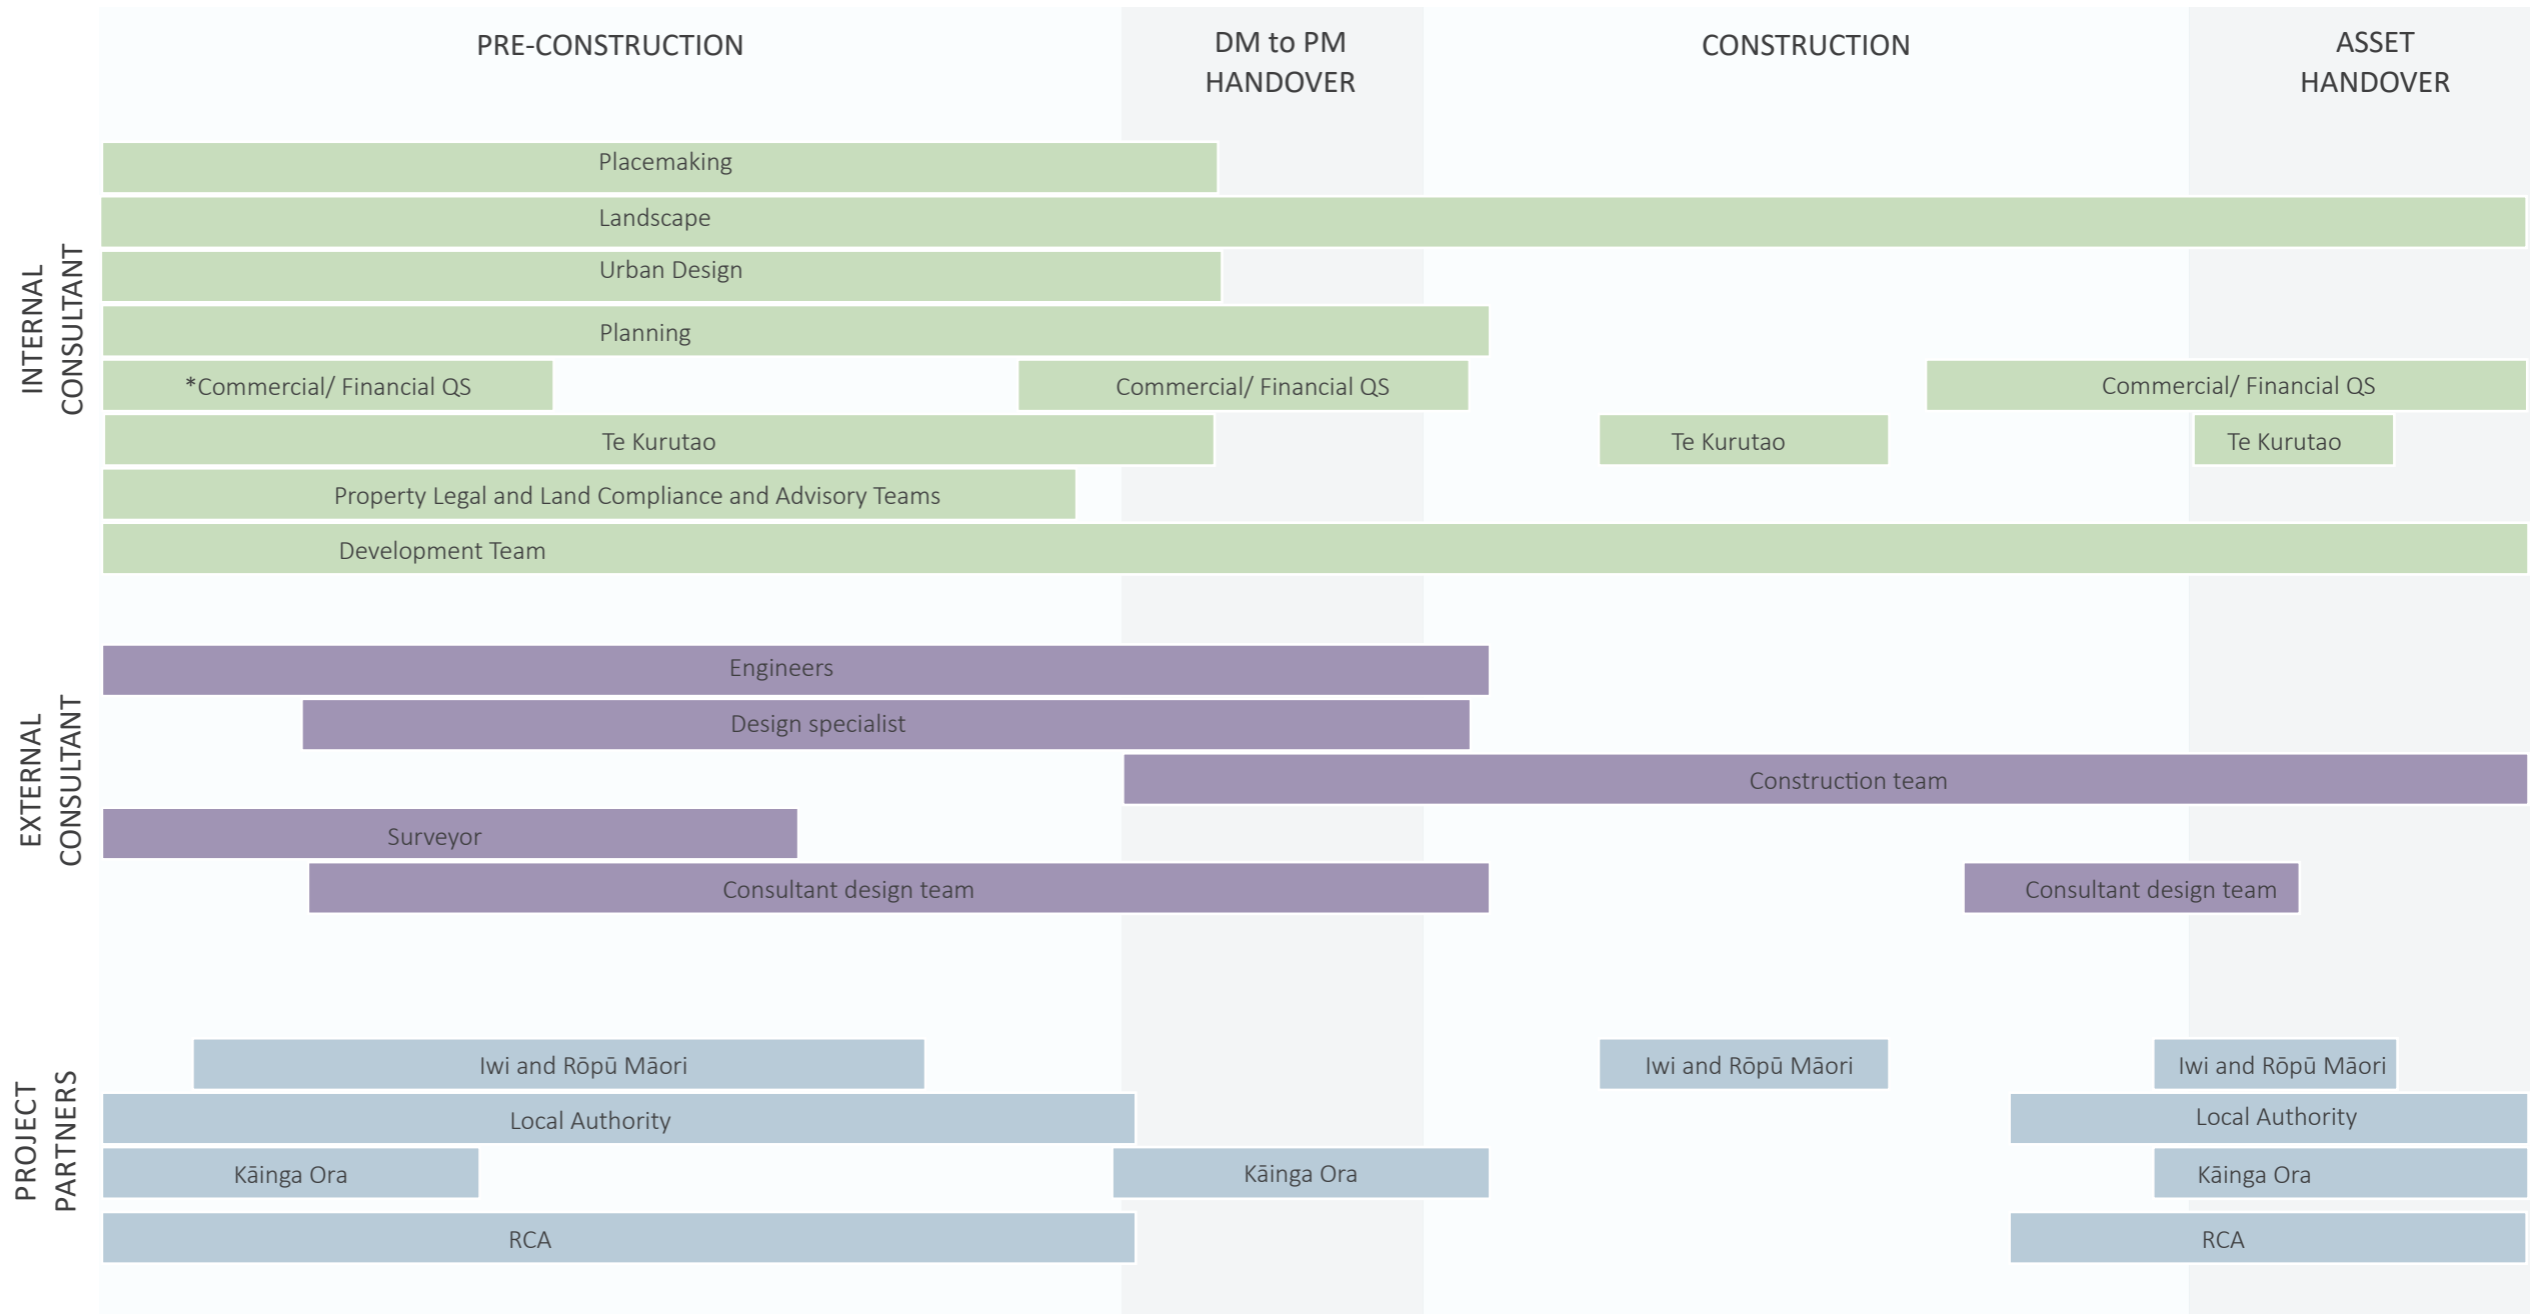 PRE-CONSTRUCTION
DM to PM
HANDOVER
CONSTRUCTION
ASSET
HANDOVER
INTERNAL
CONSULTANT
Placemaking
Landscape
Urban Design
Planning
*Commercial/ Financial QS
Commercial/ Financial QS
Commercial/ Financial QS
Te Kurutao
Te Kurutao
Te Kurutao
Property Legal and Land Compliance and Advisory Teams
Development Team
EXTERNAL
CONSULTANT
Engineers
Design specialist
Construction team
Surveyor
Consultant design team
Consultant design team
PROJECT
PARTNERS
Iwi and Rōpū Māori
Iwi and Rōpū Māori
Iwi and Rōpū Māori
Local Authority
Local Authority
Kāinga Ora
Kāinga Ora
Kāinga Ora
RCA
RCA